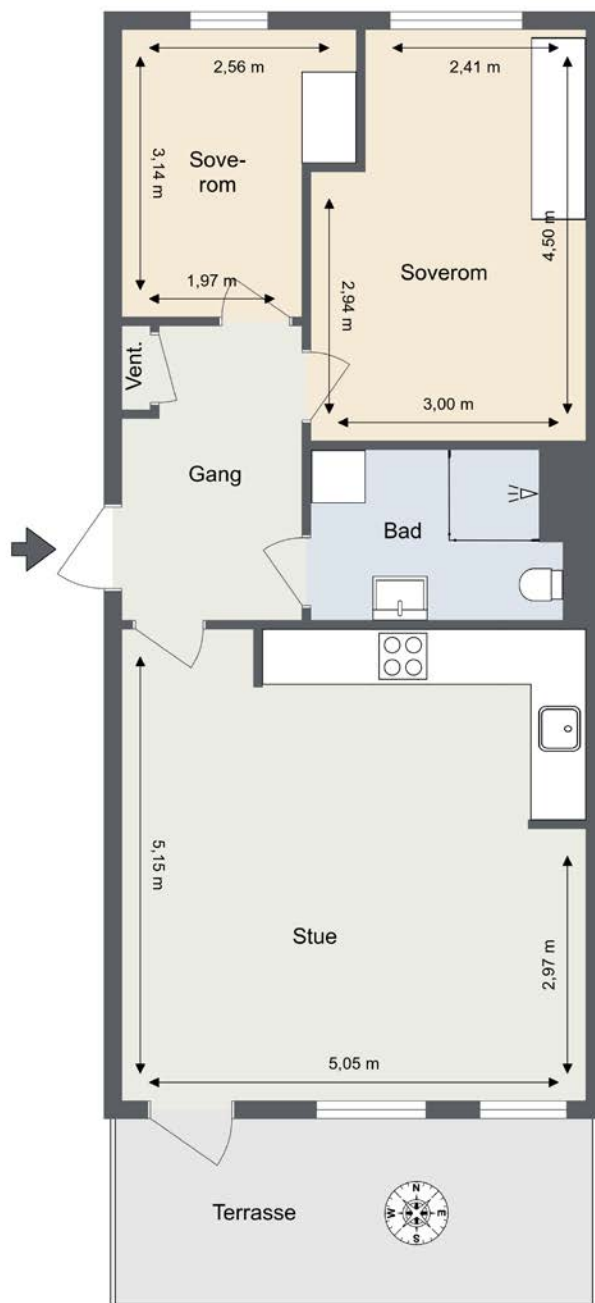 2,56 m
2,41 m
3,14 m
Sove-
rom
4,50 m
Soverom
1,97 m
2,94 m
3,00 m
Vent.
Gang
Bad
5,15 m
Stue
2,97 m
5,05 m
Terrasse
N
W
E
S